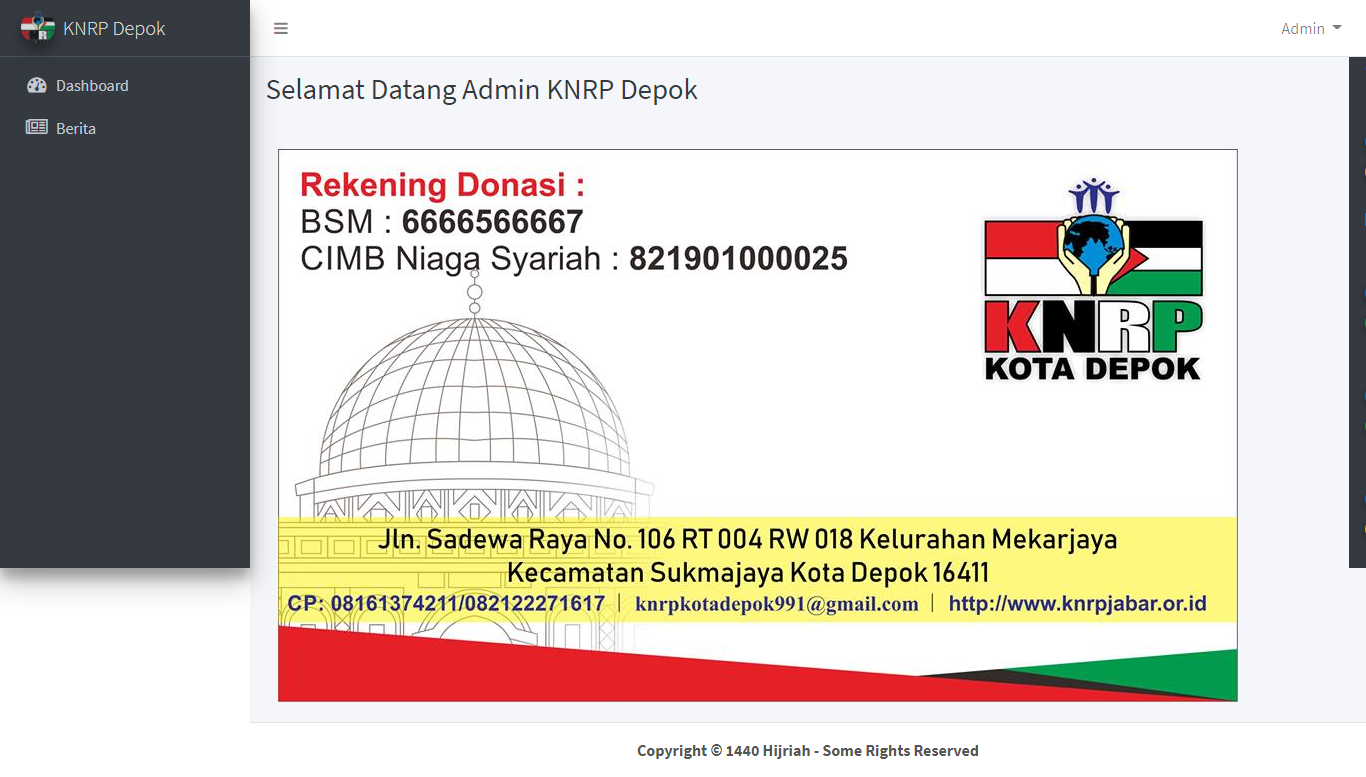 KNRP Depok
Admin
Dashboard
Berita
Selamat Datang Admin KNRP Depok
Rekening Donasi :
BSM : 6666566667
CIMB Niaga Syariah : 821901000025
KNRP
KOTA DEPOK
Jln. Sadewa Raya No. 106 RT 004 RW 018 Kelurahan Mekarjaya
Kecamatan Sukmajaya Kota Depok 16411
CP: 08161374211/082122271617 | knrpkotadepok991@gmail.com | http://www.knrpjabar.or.id
Copyright © 1440 Hijriah - Some Rights Reserved